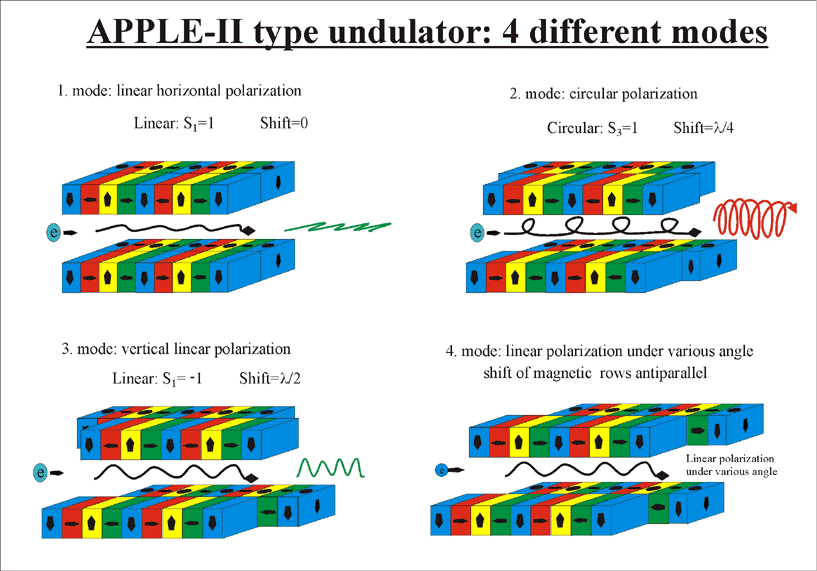 APPLE-II type undulator: 4 different modes
1. mode: linear horizontal polarization
Linear: S₁=1 Shift=0
e
2. mode: circular polarization
Circular: S₃=1 Shift=λ/4
e
3. mode: vertical linear polarization
Linear: S₁= -1 Shift=λ/2
e
4. mode: linear polarization under various angle
shift of magnetic rows antiparallel
e
Linear polarization
under various angle